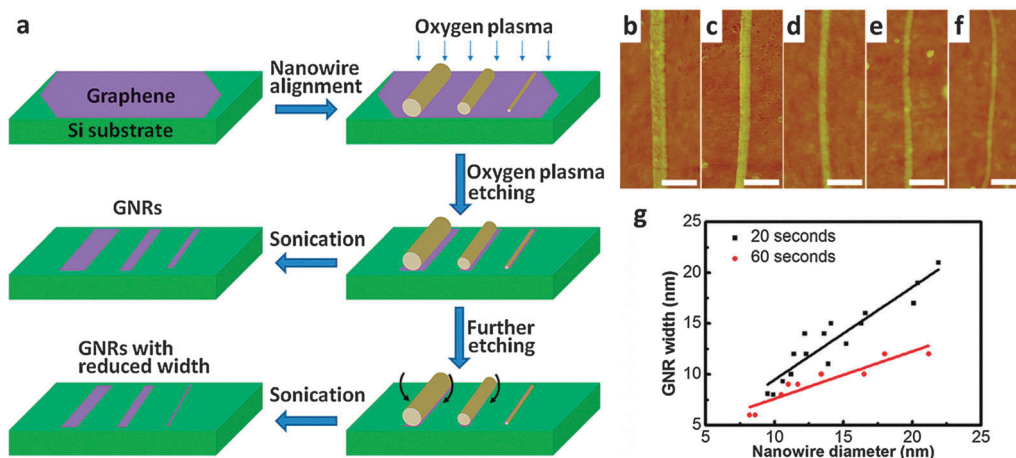 a
Oxygen plasma
Nanowire
alignment
Graphene
Si substrate
Oxygen plasma
etching
GNRs
Sonication
Further
etching
GNRs with
reduced width
Sonication
b
c
d
e
f
g
25
20
15
10
5
GNR width (nm)
20 seconds
60 seconds
5
10
15
20
25
Nanowire diameter (nm)